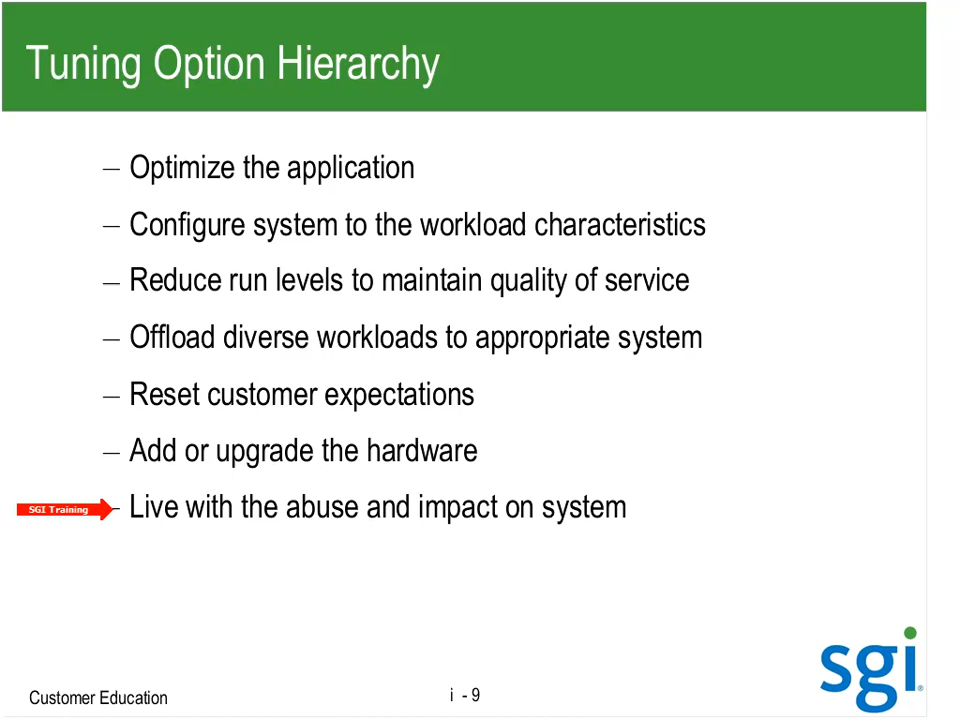 Tuning Option Hierarchy
– Optimize the application
– Configure system to the workload characteristics
– Reduce run levels to maintain quality of service
– Offload diverse workloads to appropriate system
– Reset customer expectations
– Add or upgrade the hardware
SGI Training – Live with the abuse and impact on system
sgi®
Customer Education i - 9